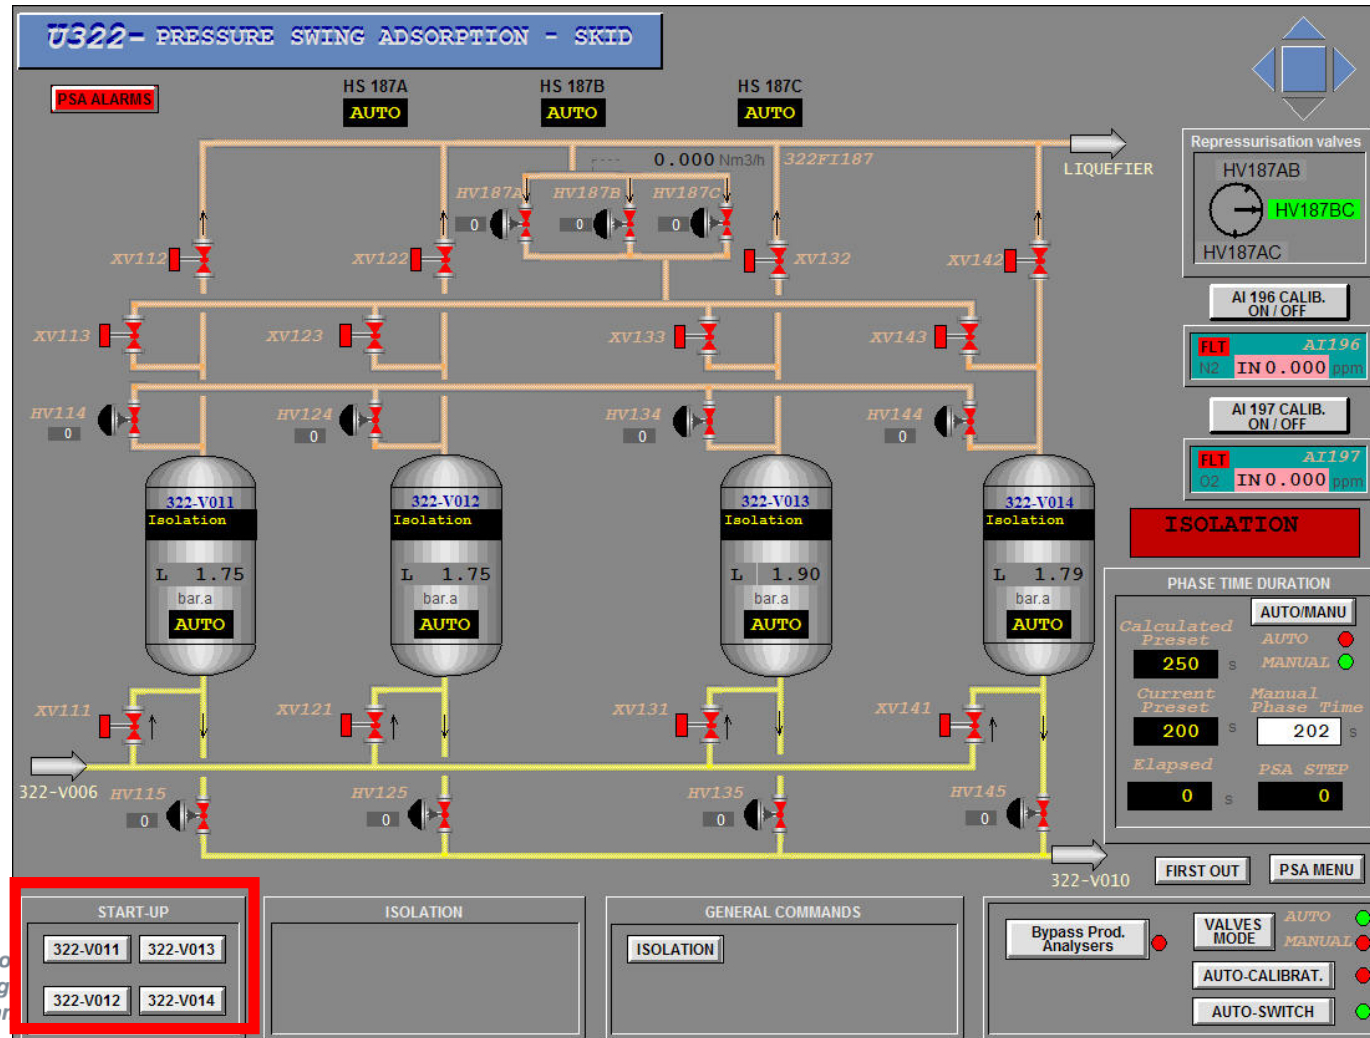 U322- PRESSURE SWING ADSORPTION - SKID
PSA ALARMS
HS 187A
AUTO
HS 187B
AUTO
HS 187C
AUTO
0.000 Nm3/h
322FI187
LIQUEFIER
HV187A
0
HV187B
0
HV187C
0
XV112
XV122
XV132
XV142
XV113
XV123
XV133
XV143
HV114
0
HV124
0
HV134
0
HV144
0
322-V011
Isolation
L 1.75
bar.a
AUTO
322-V012
Isolation
L 1.75
bar.a
AUTO
322-V013
Isolation
L 1.90
bar.a
AUTO
322-V014
Isolation
L 1.79
bar.a
AUTO
XV111
XV121
XV131
XV141
322-V006
HV115
0
HV125
0
HV135
0
HV145
0
322-V010
Repressurisation valves
HV187AB
HV187BC
HV187AC
AI 196 CALIB.
ON / OFF
FLT AI196
N2 IN 0.000 ppm
AI 197 CALIB.
ON / OFF
FLT AI197
O2 IN 0.000 ppm
ISOLATION
PHASE TIME DURATION
AUTO/MANU
Calculated
Preset
250 s
AUTO
MANUAL
Current
Preset
200 s
Manual
Phase Time
202 s
Elapsed
0 s
PSA STEP
0
FIRST OUT
PSA MENU
START-UP
322-V011 322-V013
322-V012 322-V014
ISOLATION
GENERAL COMMANDS
ISOLATION
Bypass Prod.
Analysers
VALVES
MODE
AUTO
MANUAL
AUTO-CALIBRAT.
AUTO-SWITCH